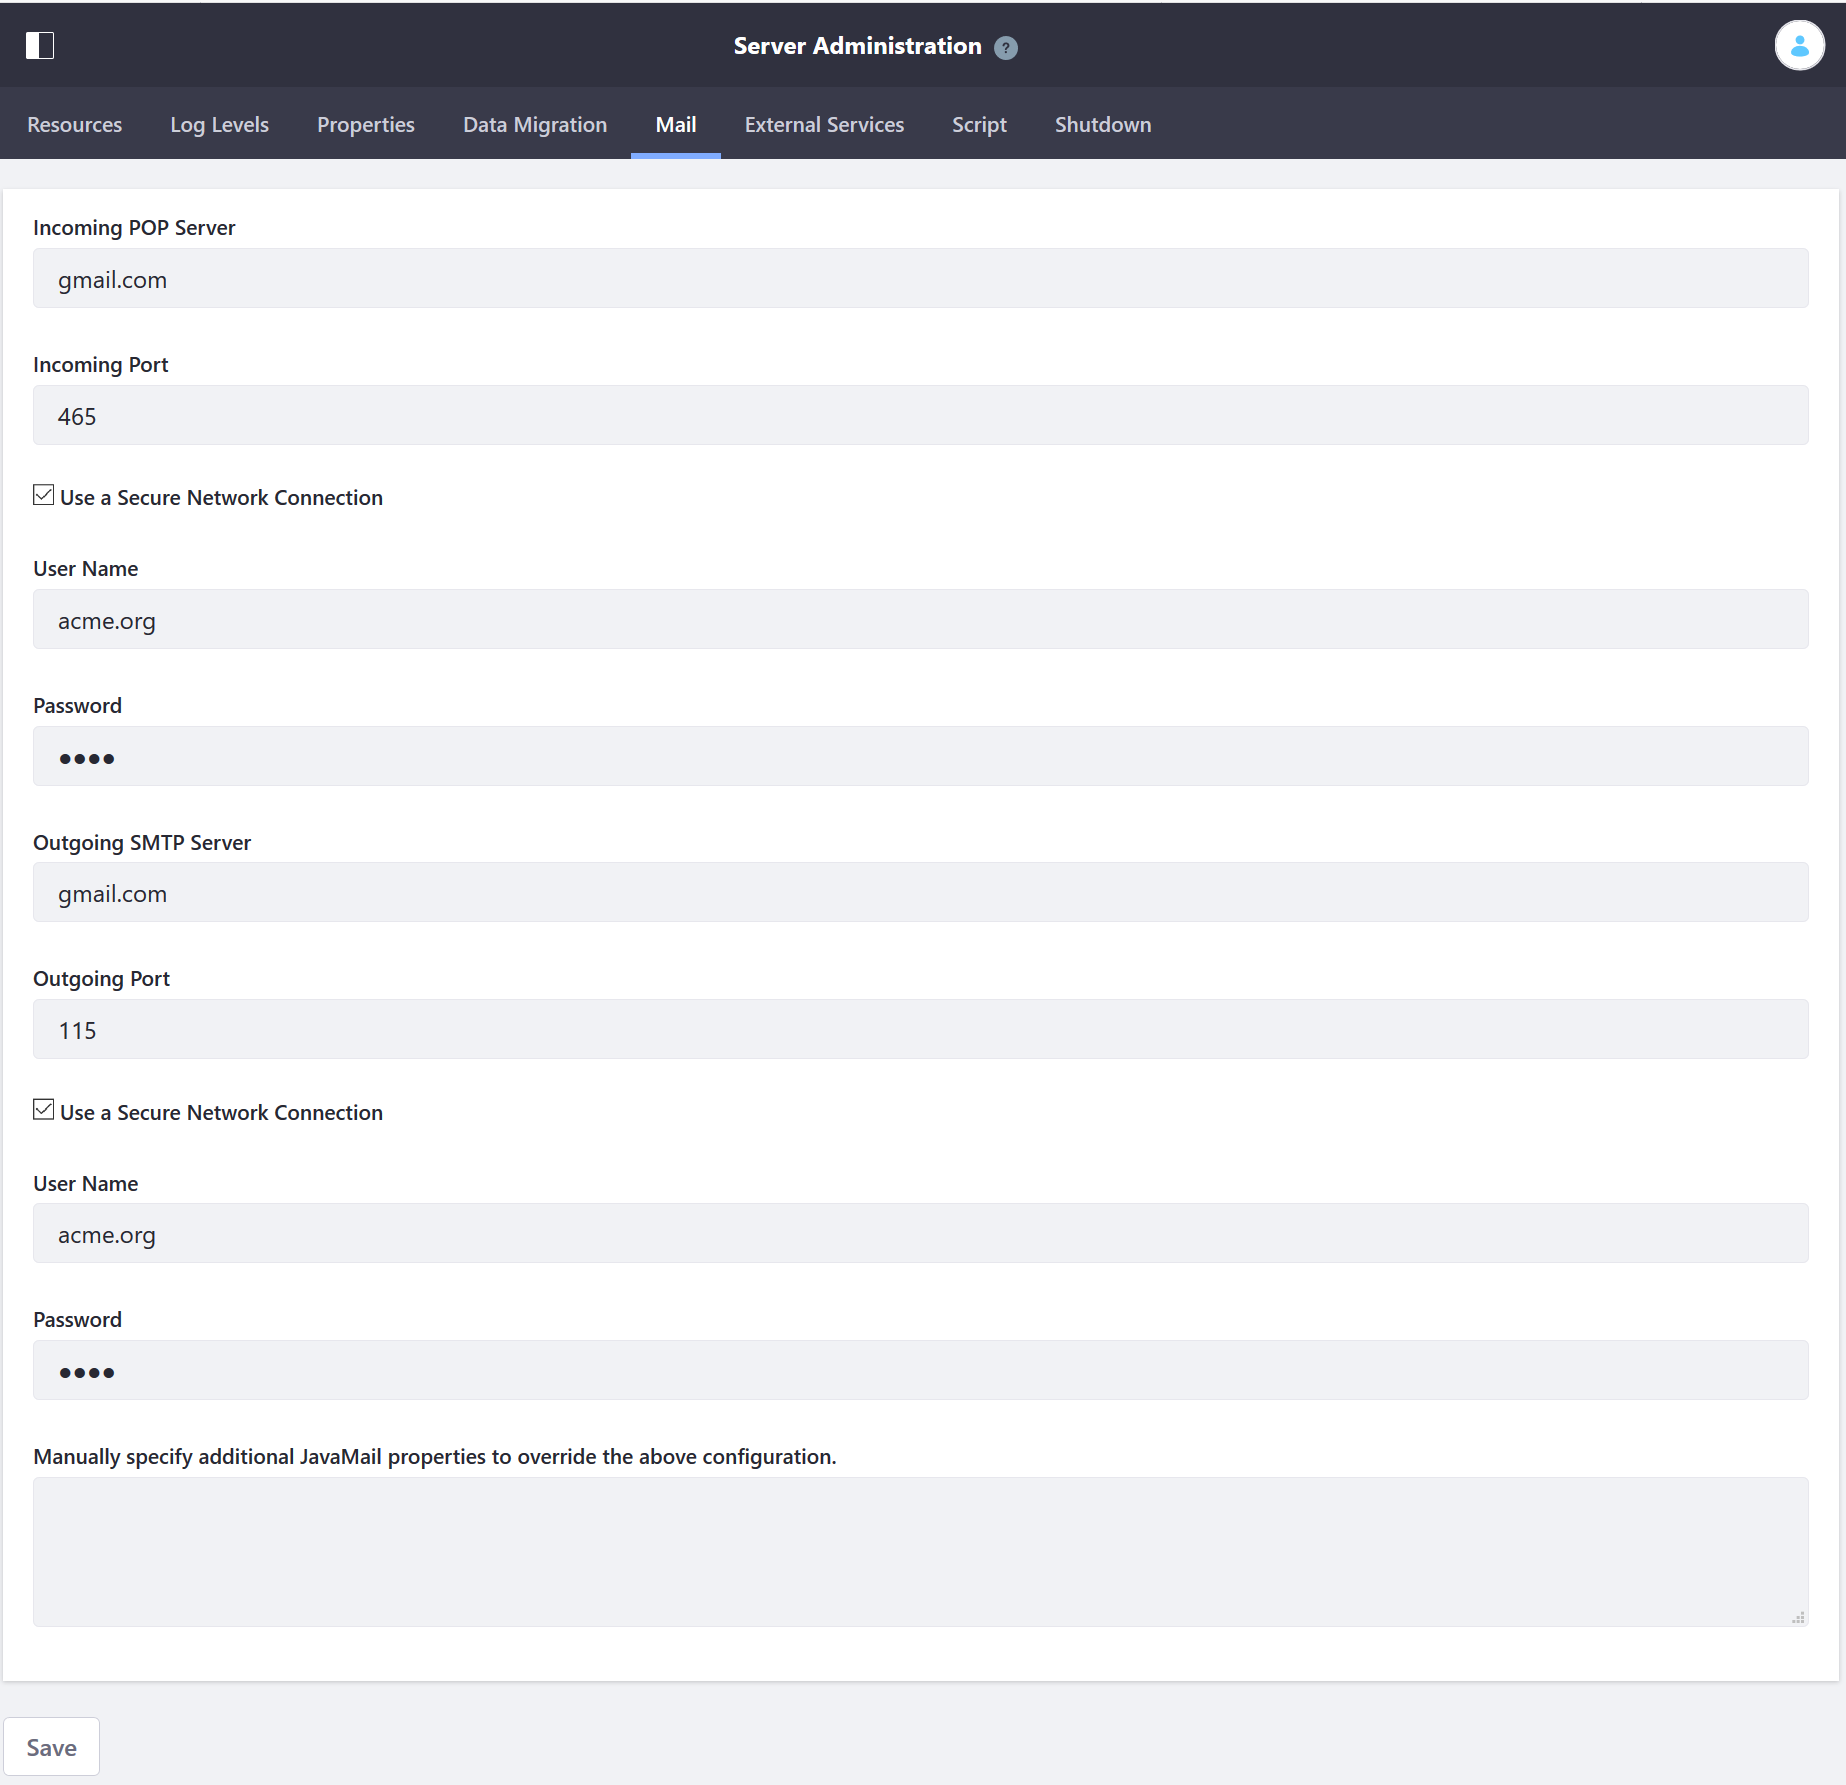 Server Administration ?
Resources Log Levels Properties Data Migration Mail External Services Script Shutdown
Incoming POP Server
gmail.com
Incoming Port
465
Use a Secure Network Connection
User Name
acme.org
Password
••••
Outgoing SMTP Server
gmail.com
Outgoing Port
115
Use a Secure Network Connection
User Name
acme.org
Password
••••
Manually specify additional JavaMail properties to override the above configuration.
Save